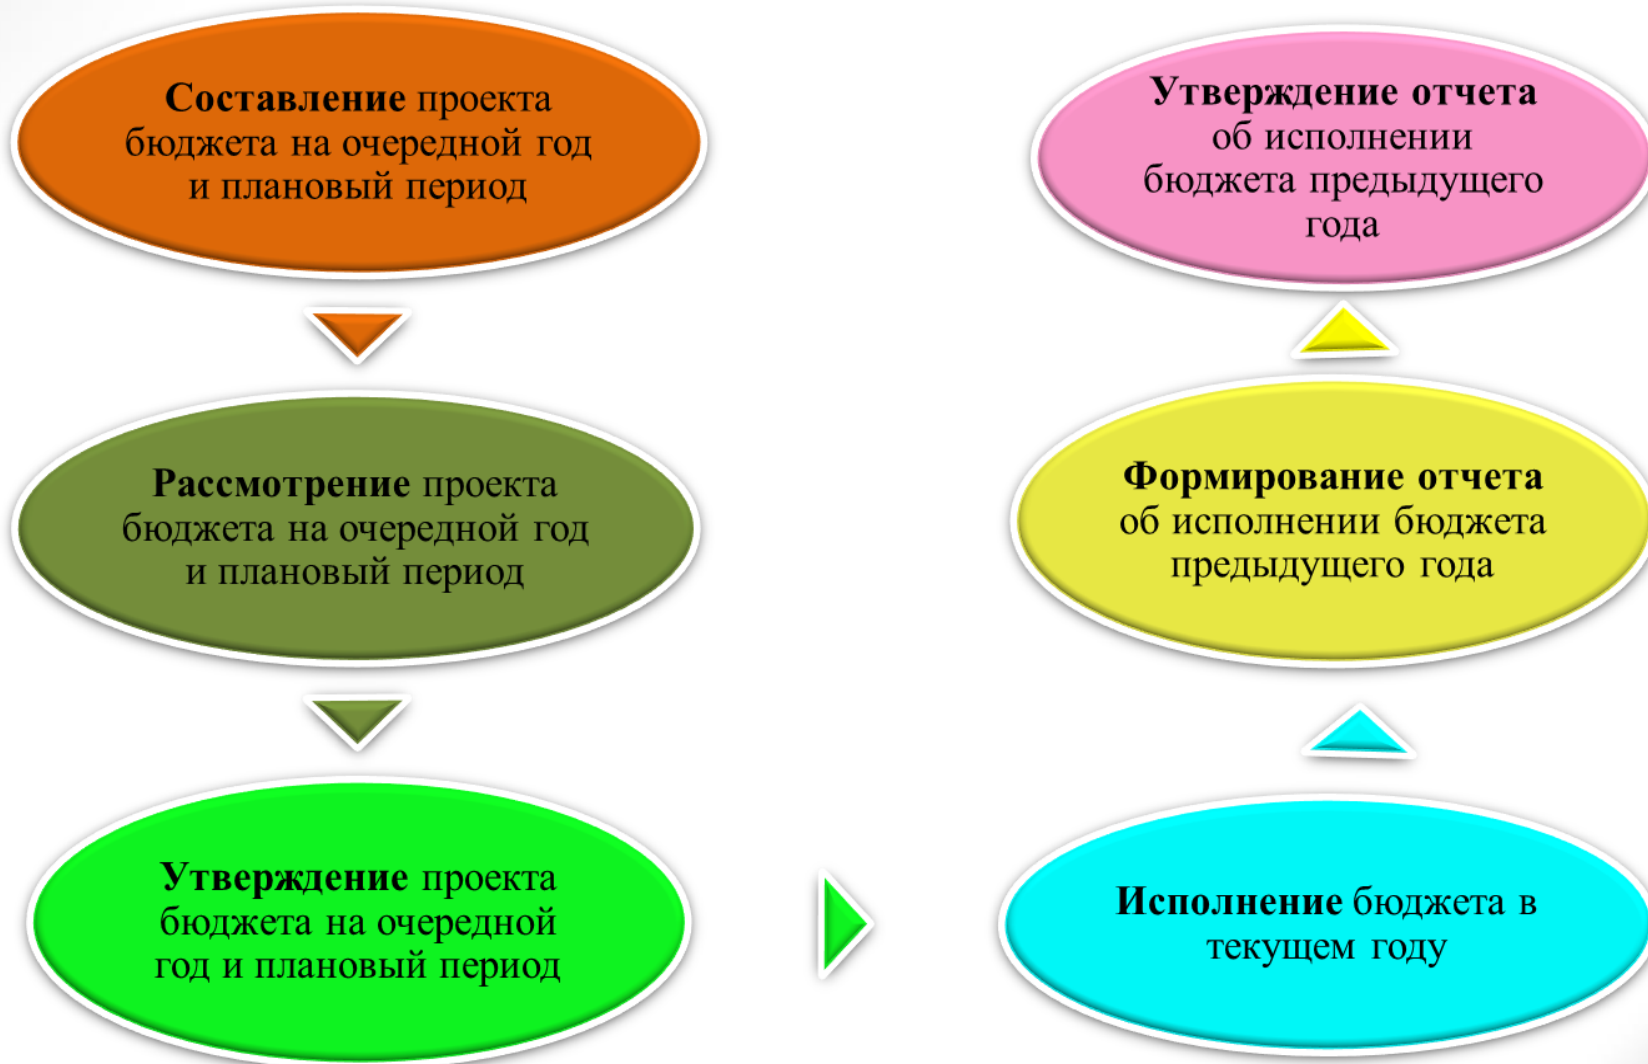 Составление проекта
бюджета на очередной год
и плановый период
Рассмотрение проекта
бюджета на очередной год
и плановый период
Утверждение проекта
бюджета на очередной
год и плановый период
Исполнение бюджета в
текущем году
Формирование отчета
об исполнении бюджета
предыдущего года
Утверждение отчета
об исполнении
бюджета предыдущего
года